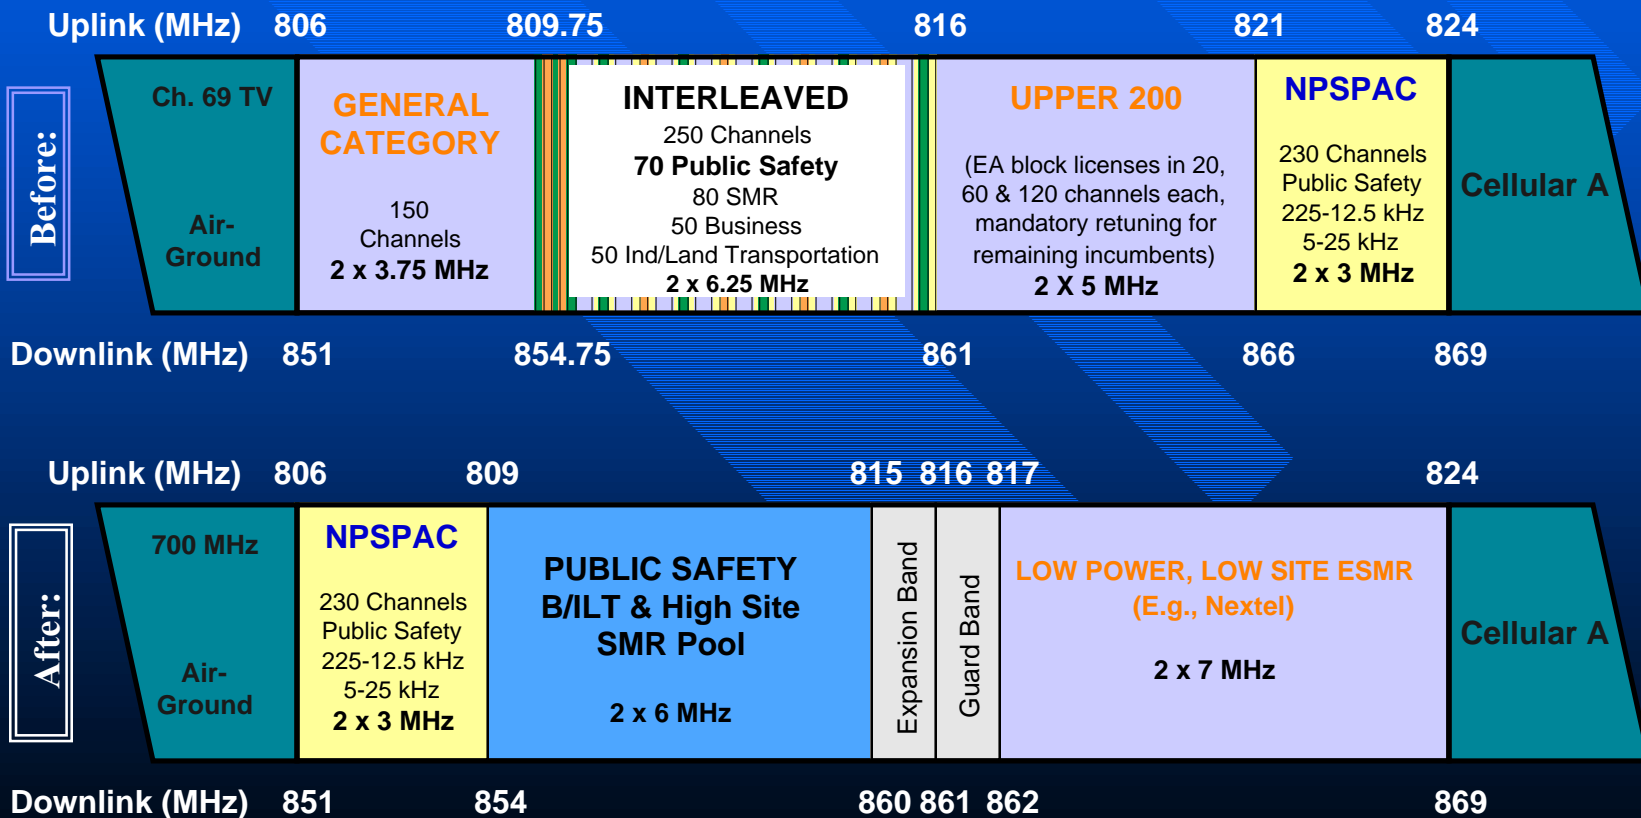 Uplink (MHz) 806 809.75 816 821 824
Before:
Ch. 69 TV
Air-
Ground
GENERAL
CATEGORY
150
Channels
2 x 3.75 MHz
INTERLEAVED
250 Channels
70 Public Safety
80 SMR
50 Business
50 Ind/Land Transportation
2 x 6.25 MHz
UPPER 200
(EA block licenses in 20,
60 & 120 channels each,
mandatory retuning for
remaining incumbents)
2 X 5 MHz
NPSPAC
230 Channels
Public Safety
225-12.5 kHz
5-25 kHz
2 x 3 MHz
Cellular A
Downlink (MHz) 851 854.75 861 866 869
Uplink (MHz) 806 809 815 816 817 824
After:
700 MHz
Air-
Ground
NPSPAC
230 Channels
Public Safety
225-12.5 kHz
5-25 kHz
2 x 3 MHz
PUBLIC SAFETY
B/ILT & High Site
SMR Pool
2 x 6 MHz
Expansion Band
Guard Band
LOW POWER, LOW SITE ESMR
(E.g., Nextel)
2 x 7 MHz
Cellular A
Downlink (MHz) 851 854 860 861 862 869